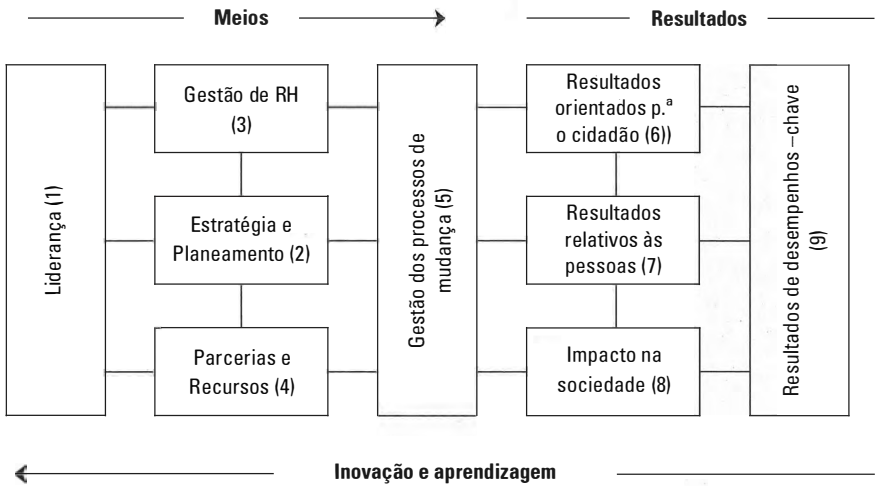 Meios
Resultados
Liderança (1)
Gestão de RH
(3)
Estratégia e
Planeamento (2)
Parcerias e
Recursos (4)
Gestão dos processos de
mudança (5)
Resultados
orientados p.ª
o cidadão (6))
Resultados
relativos às
pessoas (7)
Impacto na
sociedade (8)
Resultados de desempenhos –chave
(9)
Inovação e aprendizagem